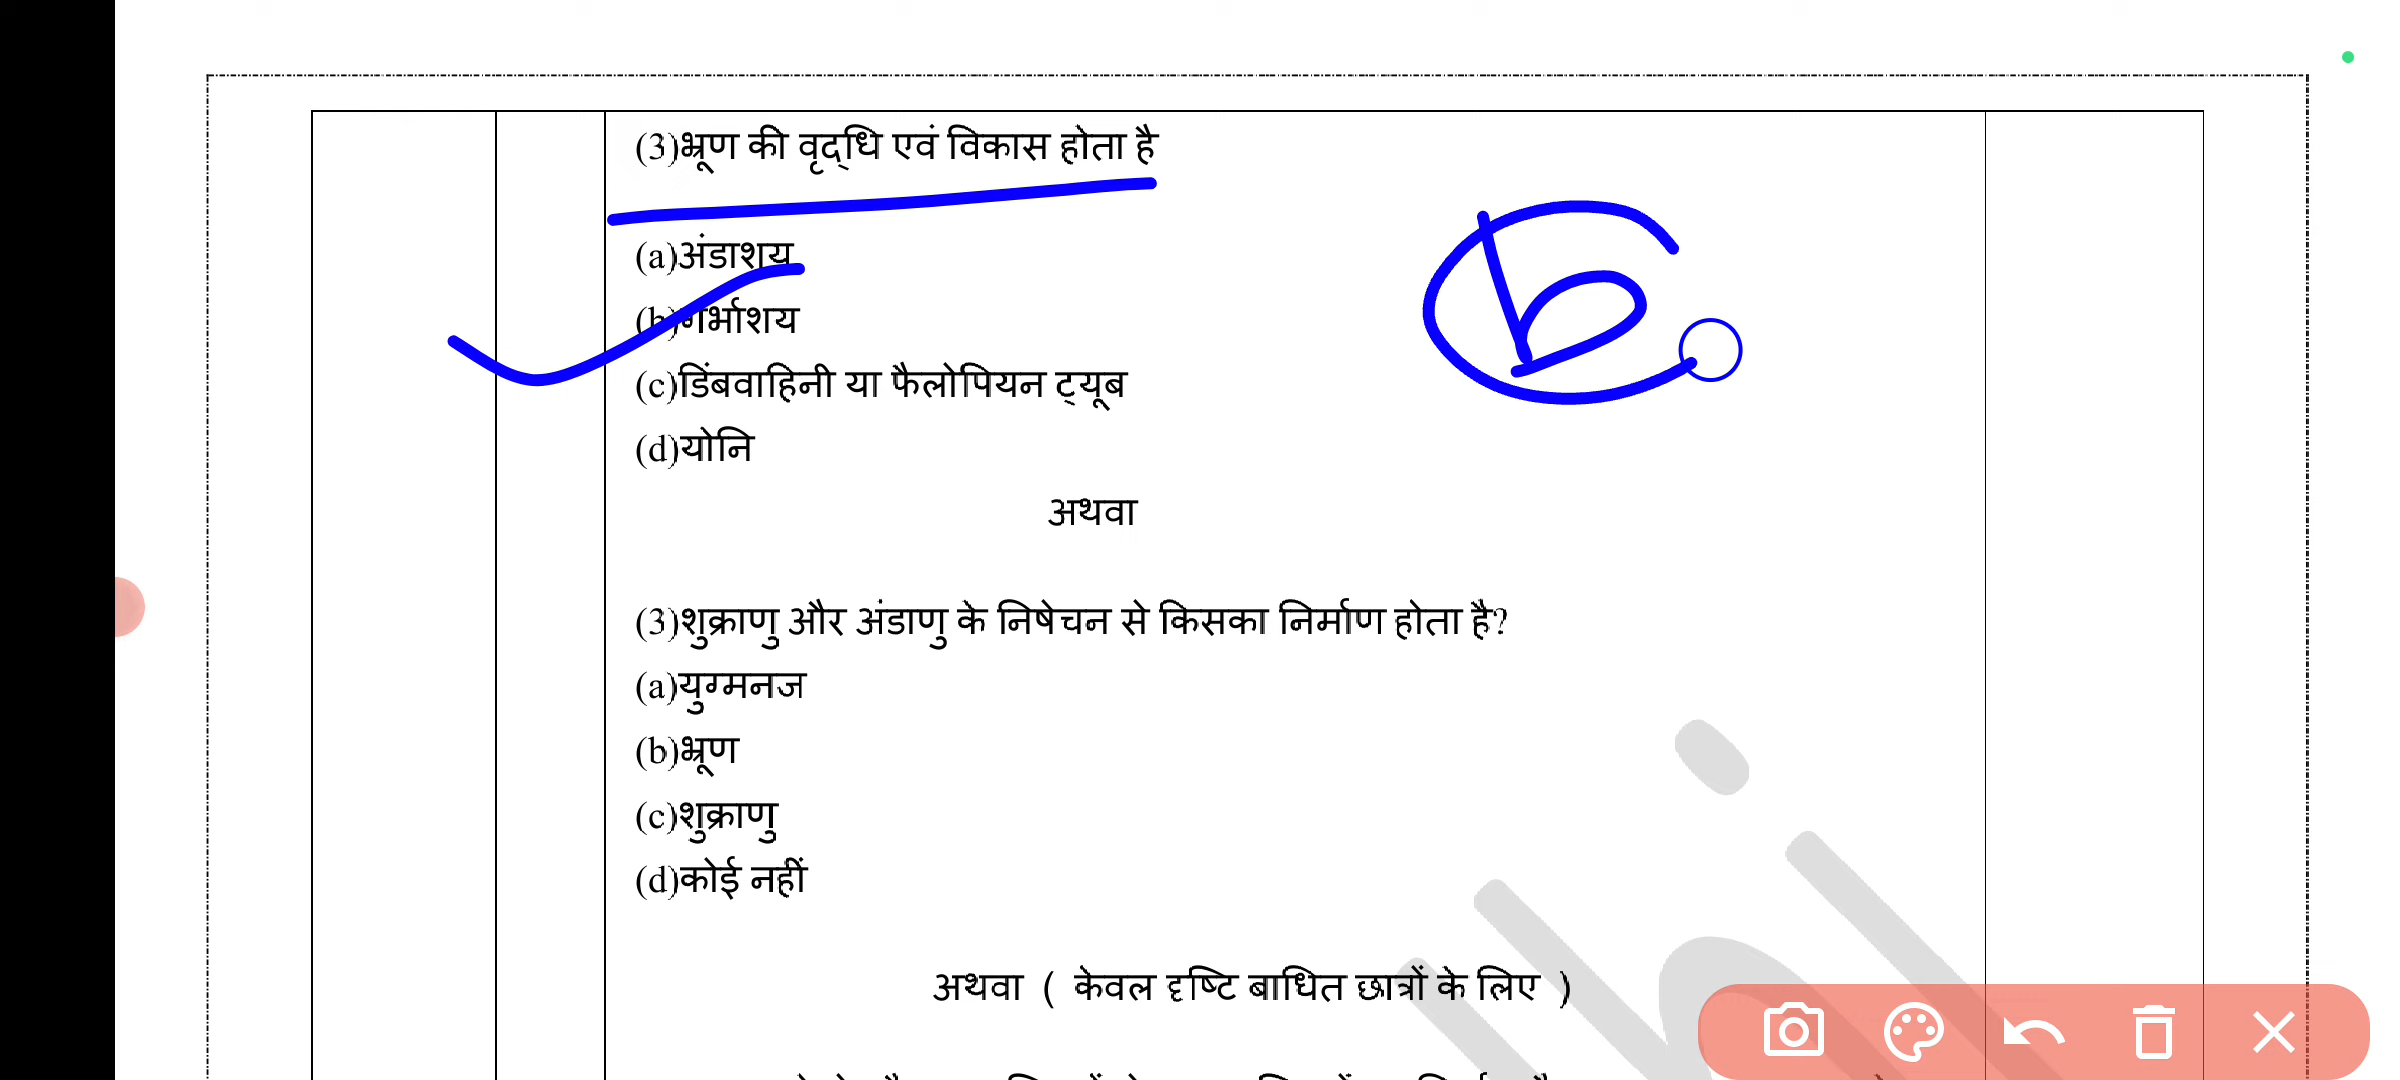 (3)भ्रूण की वृद्धि एवं विकास होता है
(a)अंडाशय
(b)गर्भाशय
b
(c)डिंबवाहिनी या फैलोपियन ट्यूब
(d)योनि
अथवा
(3)शुक्राणु और अंडाणु के निषेचन से किसका निर्माण होता है?
(a)युग्मनज
(b)भ्रूण
(c)शुक्राणु
(d)कोई नहीं
अथवा ( केवल दृष्टि बाधित छात्रों के लिए )